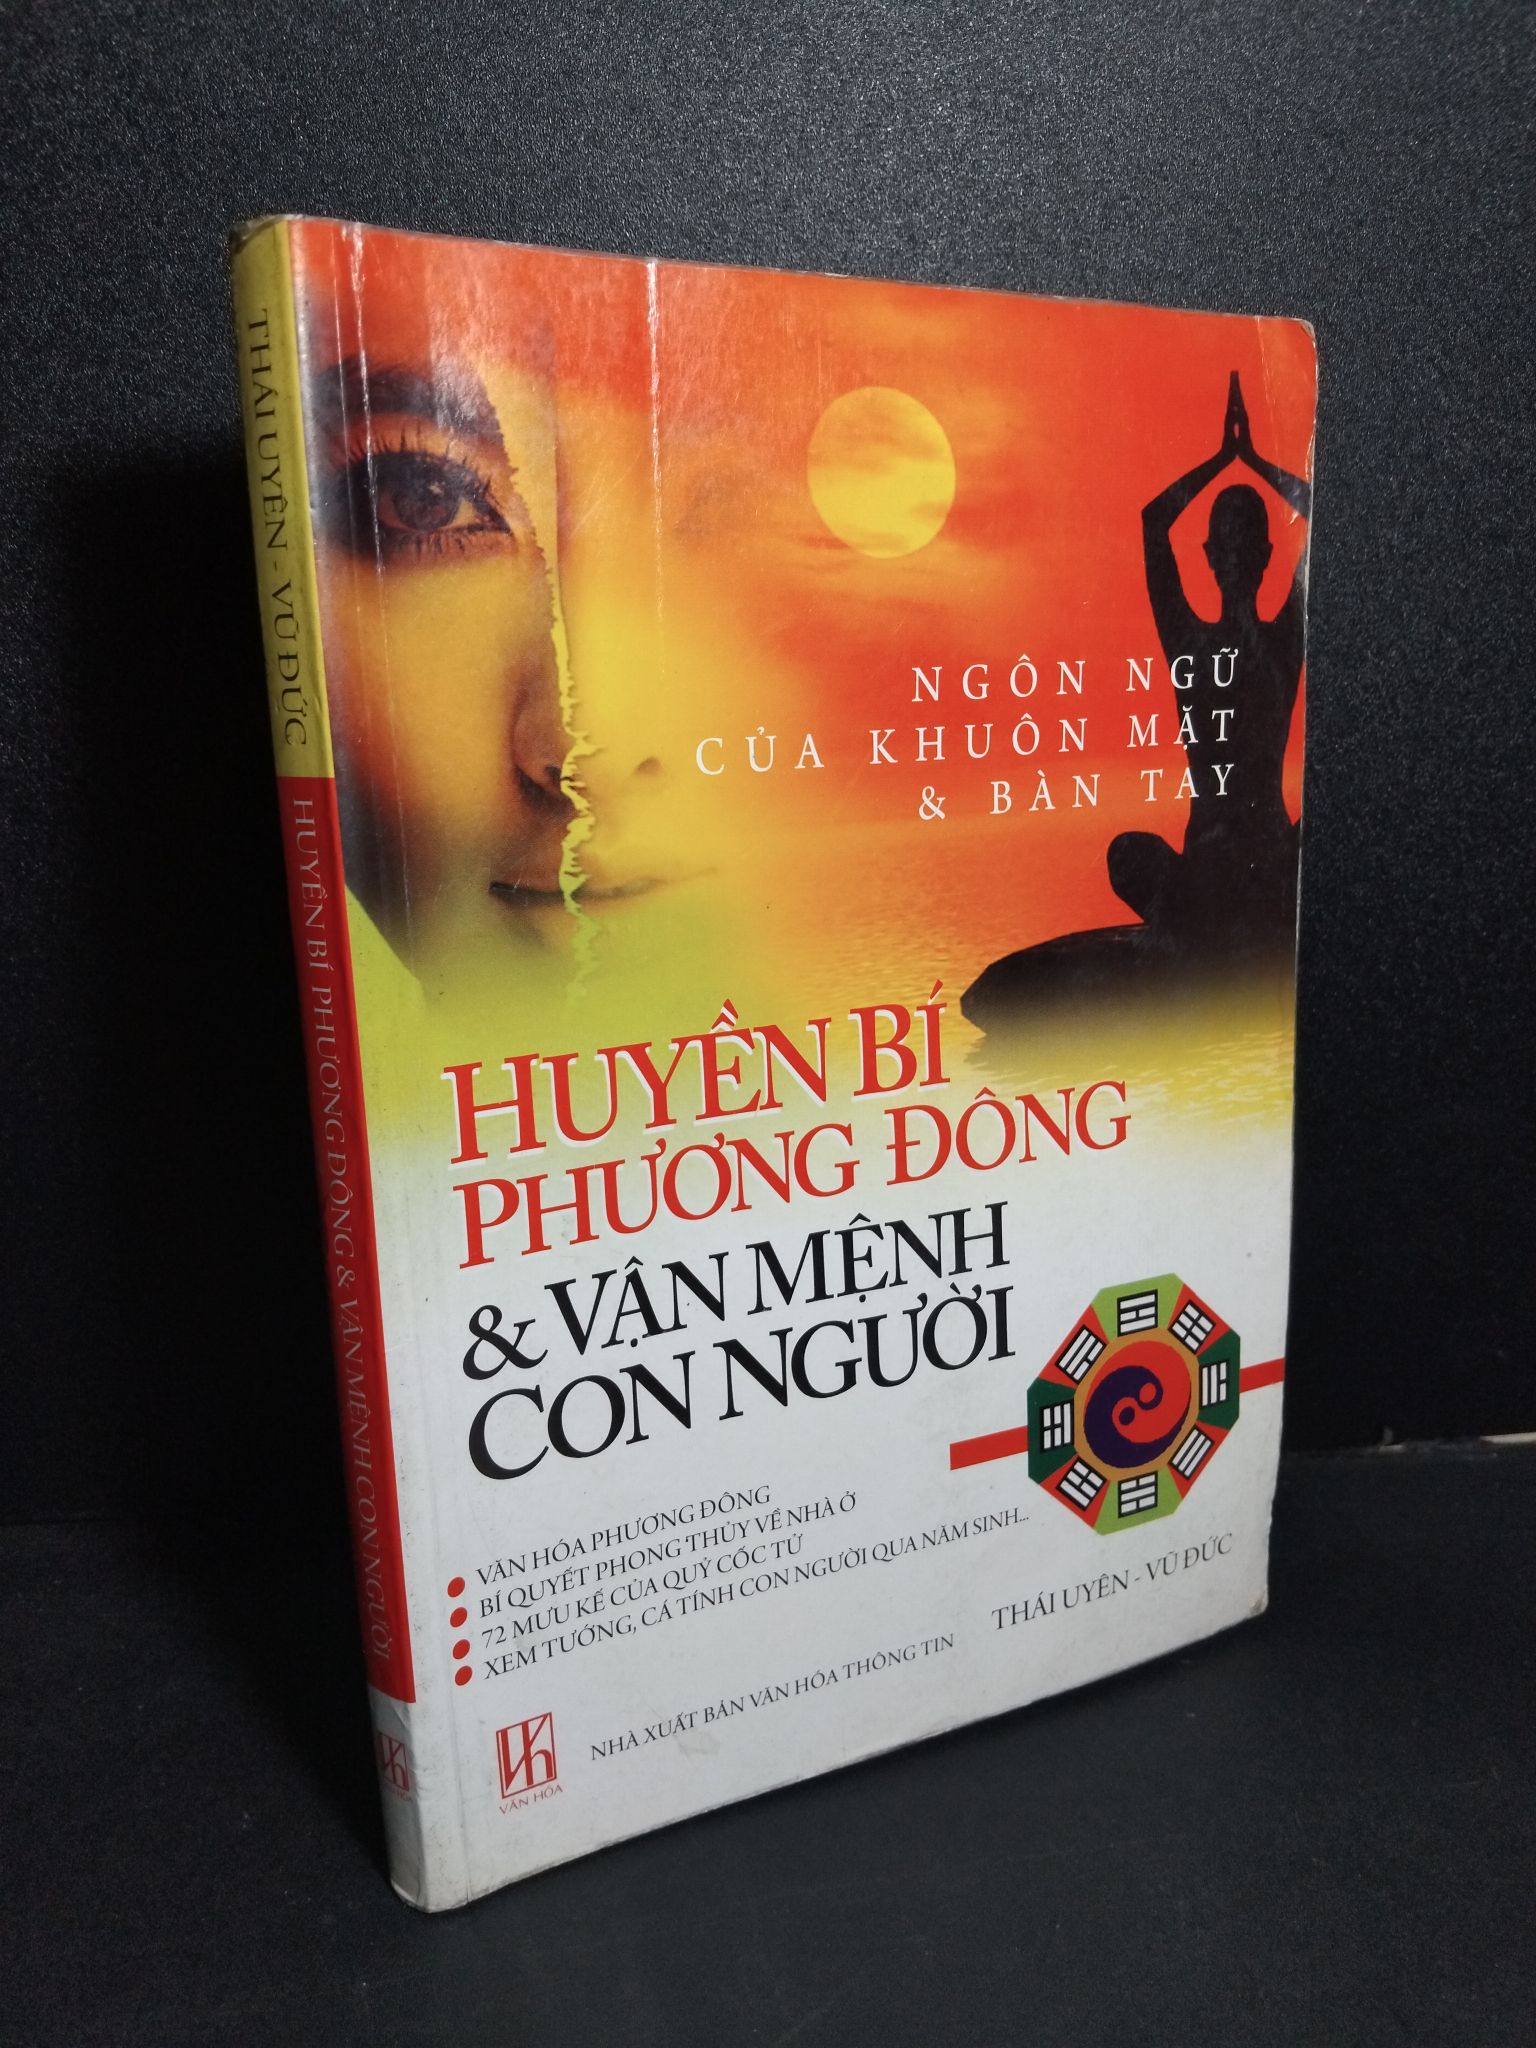 THÁI UYÊN - VŨ ĐỨC
HUYỀN BÍ PHƯƠNG ĐÔNG & VẬN MỆNH CON NGƯỜI
NGÔN NGỮ
CỦA KHUÔN MẶT
& BÀN TAY
HUYỀN BÍ
PHƯƠNG ĐÔNG
& VẬN MỆNH
CON NGƯỜI
VĂN HÓA PHƯƠNG ĐÔNG
BÍ QUYẾT PHONG THỦY VỀ NHÀ Ở
72 MƯU KẾ CỦA QUỶ CỐC TỬ
XEM TƯỚNG, CÁ TÍNH CON NGƯỜI QUA NĂM SINH...
THÁI UYÊN - VŨ ĐỨC
NHÀ XUẤT BẢN VĂN HÓA THÔNG TIN
VĂN HÓA